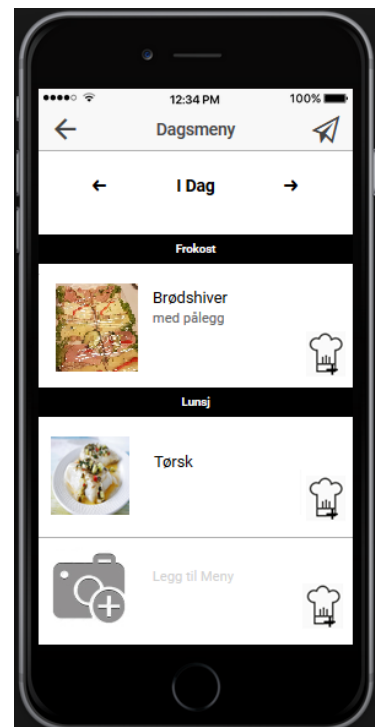 12:34 PM
100%
Dagsmeny
I Dag
Frokost
Brødshiver
med pålegg
Lunsj
Tørsk
Legg til Meny